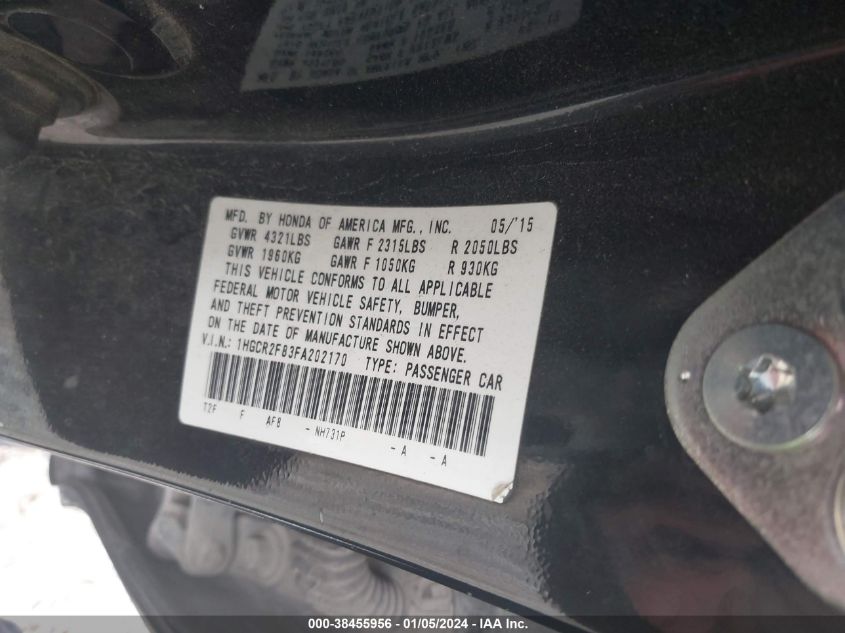 MFD. BY HONDA OF AMERICA MFG., INC. 05/'15
GVWR 4321LBS GAWR F 2315LBS R 2050LBS
GVWR 1960KG GAWR F 1050KG R 930KG
THIS VEHICLE CONFORMS TO ALL APPLICABLE
FEDERAL MOTOR VEHICLE SAFETY, BUMPER,
AND THEFT PREVENTION STANDARDS IN EFFECT
ON THE DATE OF MANUFACTURE SHOWN ABOVE.
V.I.N.: 1HGCR2F83FA202170 TYPE: PASSENGER CAR
T2F F AF8 - NH731P - A - A
000-38455956 - 01/05/2024 - IAA Inc.